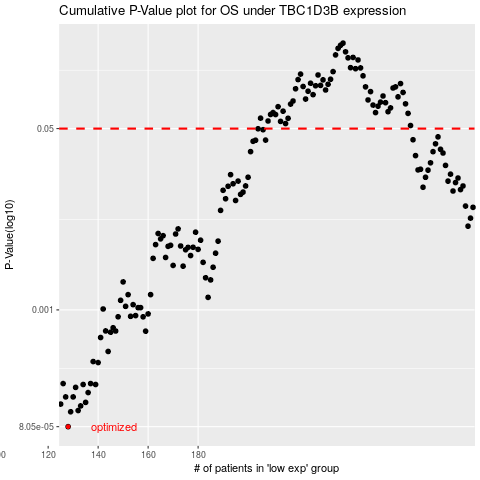 Cumulative P-Value plot for OS under TBC1D3B expression
P-Value(log10)
0.05
0.001
8.05e-05
optimized
00 120 140 160 180
# of patients in 'low exp' group